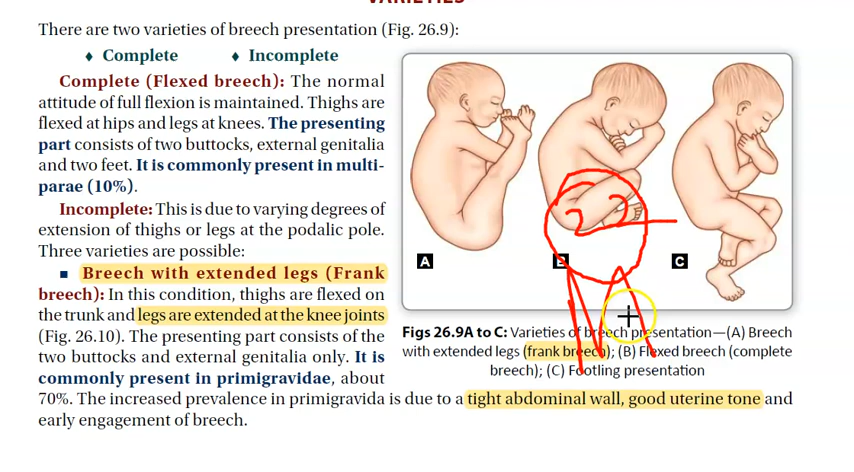 VARIETIES
There are two varieties of breech presentation (Fig. 26.9):
♦ Complete ♦ Incomplete
Complete (Flexed breech): The normal
attitude of full flexion is maintained. Thighs are
flexed at hips and legs at knees. The presenting
part consists of two buttocks, external genitalia
and two feet. It is commonly present in multi-
parae (10%).
Incomplete: This is due to varying degrees of
extension of thighs or legs at the podalic pole.
Three varieties are possible:
■ Breech with extended legs (Frank
breech): In this condition, thighs are flexed on
the trunk and legs are extended at the knee joints
(Fig. 26.10). The presenting part consists of the
two buttocks and external genitalia only. It is
commonly present in primigravidae, about
70%. The increased prevalence in primigravida is due to a tight abdominal wall, good uterine tone and
early engagement of breech.
A
B
C
Figs 26.9A to C: Varieties of breech presentation—(A) Breech
with extended legs (frank breech); (B) Flexed breech (complete
breech); (C) Footling presentation